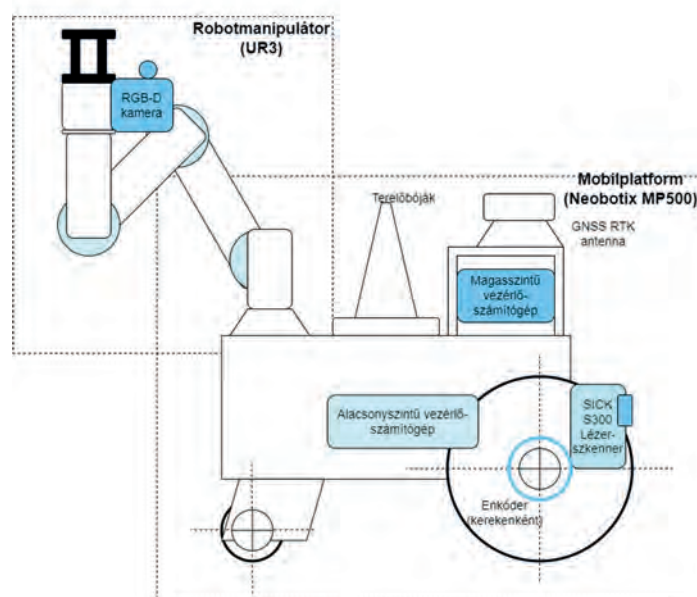 Robotmanipulátor
(UR3)
RGB-D
kamera
Mobilplatform
(Neobotix MP500)
Terelőbóják
GNSS RTK
antenna
Magasszintű
vezérlő-
számítógép
Alacsonyszintű vezérlő-
számítógép
SICK
S300
Lézer-
szkenner
Enkóder
(kerekenként)